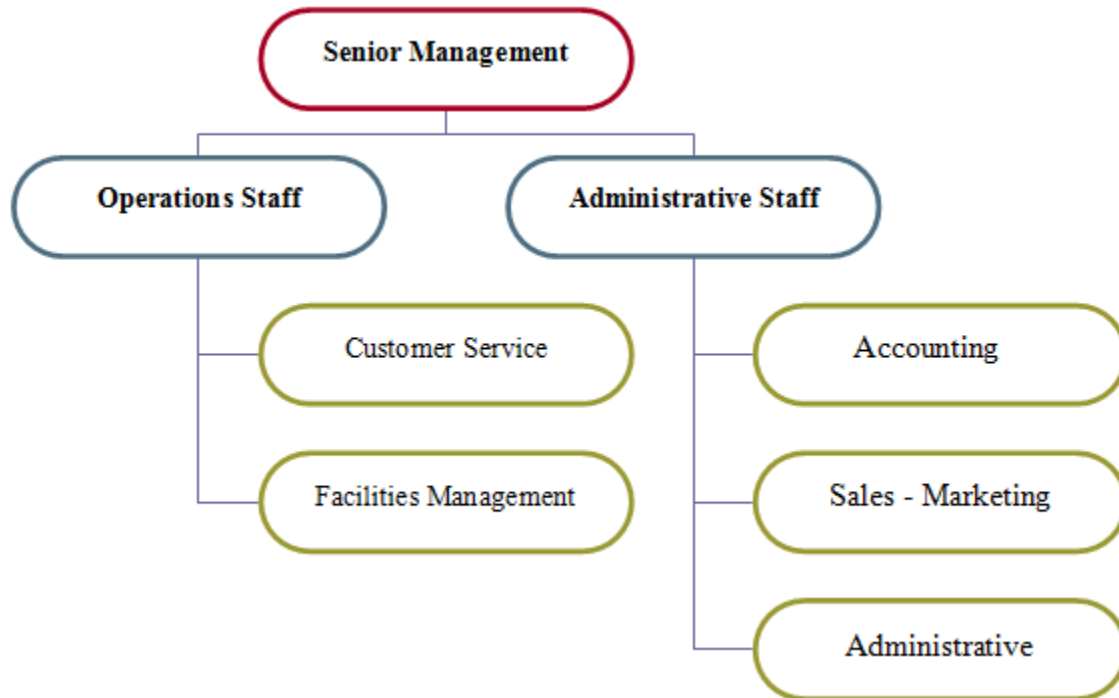 Senior Management
Operations Staff
Administrative Staff
Customer Service
Accounting
Facilities Management
Sales - Marketing
Administrative